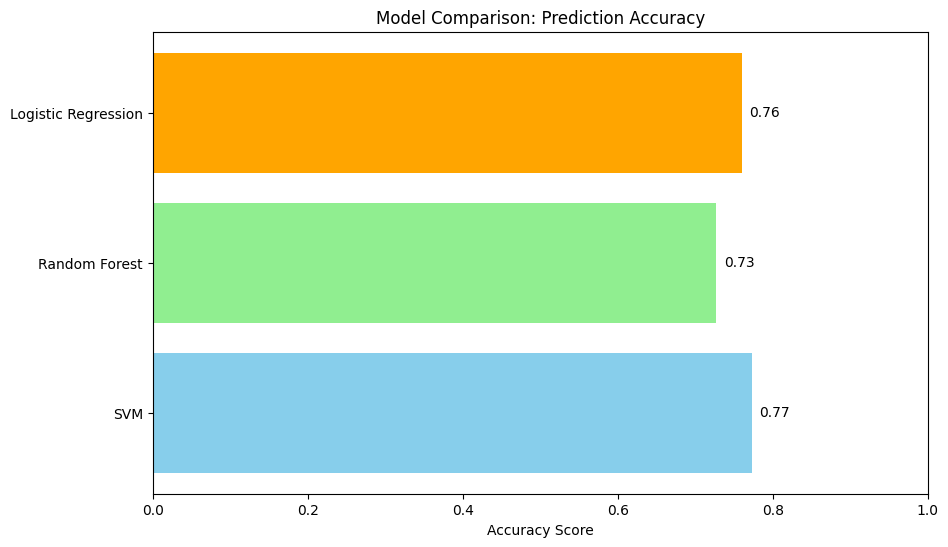 Model Comparison: Prediction Accuracy
Logistic Regression
0.76
Random Forest
0.73
SVM
0.77
0.0 0.2 0.4 0.6 0.8 1.0
Accuracy Score